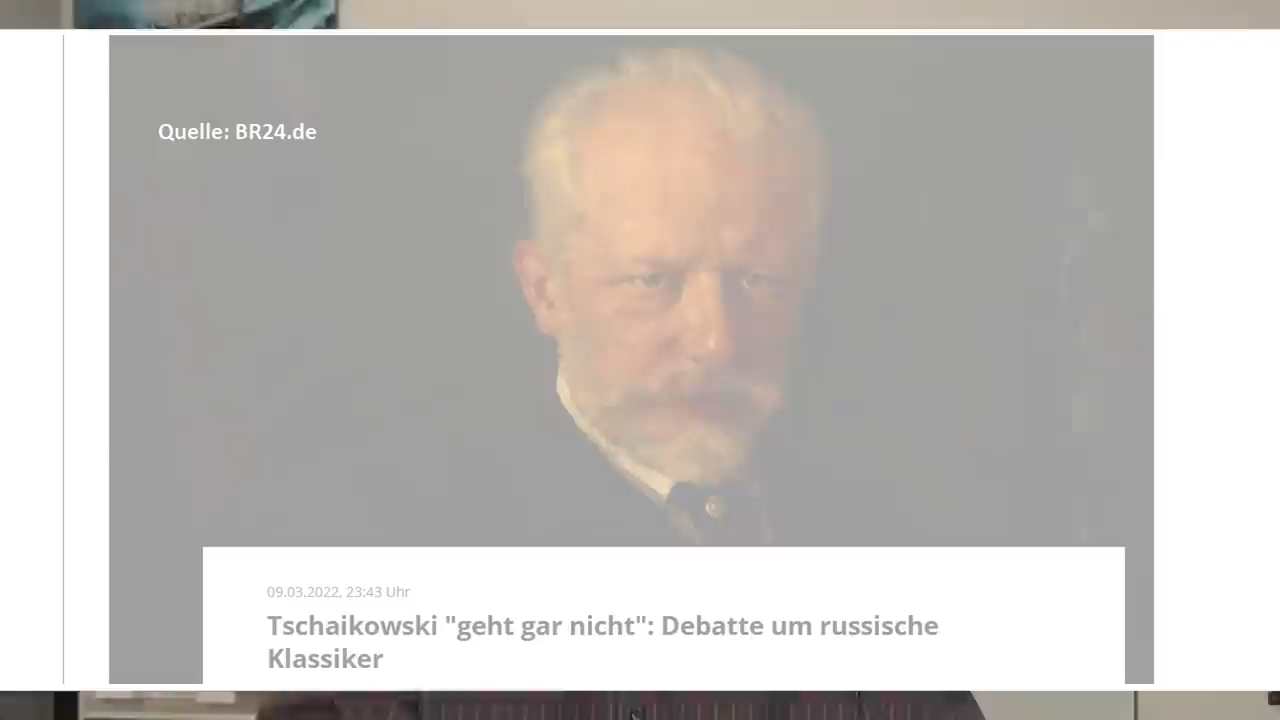 Quelle: BR24.de
09.03.2022, 23:43 Uhr
Tschaikowski "geht gar nicht": Debatte um russische
Klassiker